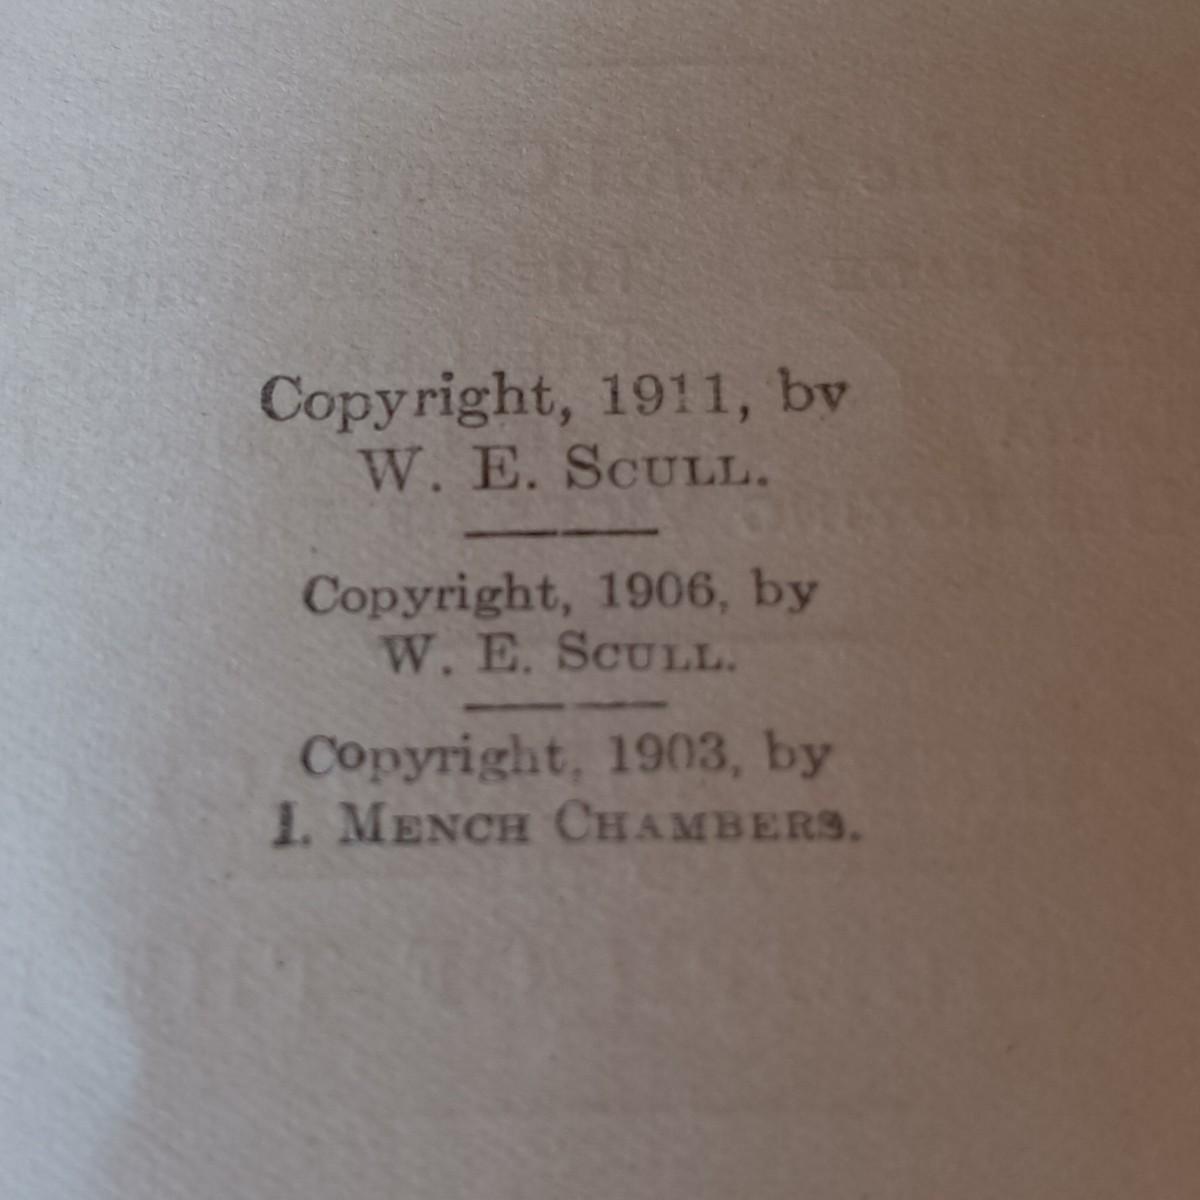 Copyright, 1911, by
W. E. SCULL.
Copyright, 1906, by
W. E. SCULL.
Copyright, 1903, by
I. MENCH CHAMBERS.